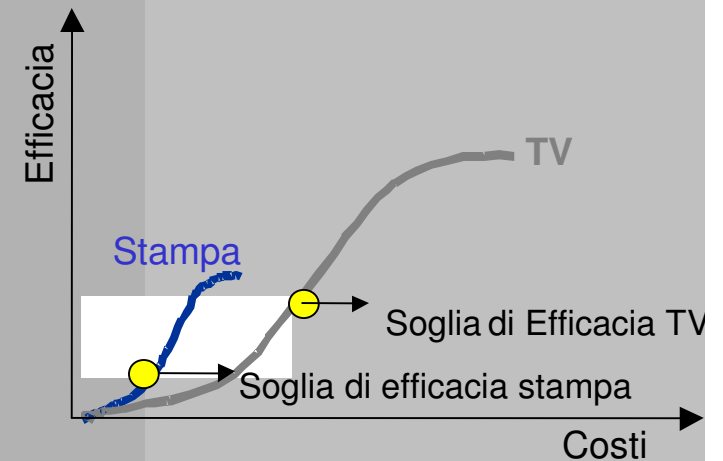 Efficacia
TV
Stampa
Soglia di Efficacia TV
Soglia di efficacia stampa
Costi